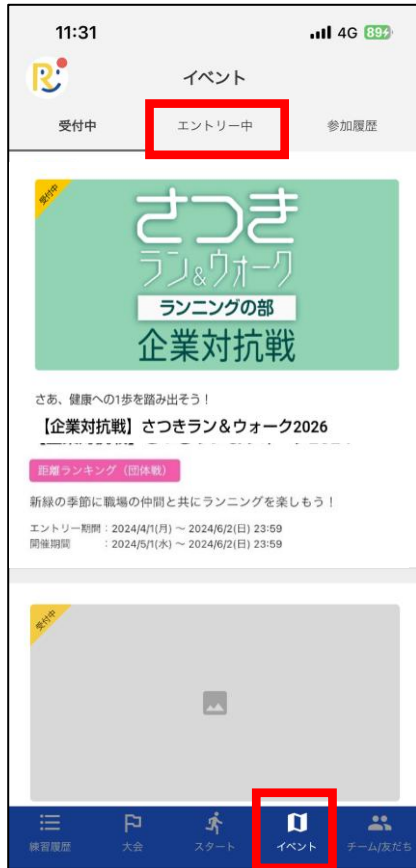 11:31
4G 89
R
イベント
受付中
エントリー中
参加履歴
受付中
さつき
ラン&ウォーク
ランニングの部
企業対抗戦
さあ、健康への1歩を踏み出そう！
【企業対抗戦】さつきラン＆ウォーク2026
距離ランキング（団体戦）
新緑の季節に職場の仲間と共にランニングを楽しもう！
エントリー期間：2024/4/1(月) ～ 2024/6/2(日) 23:59
開催期間　　：2024/5/1(水) ～ 2024/6/2(日) 23:59
受付中
練習履歴
大会
スタート
イベント
チーム/友だち